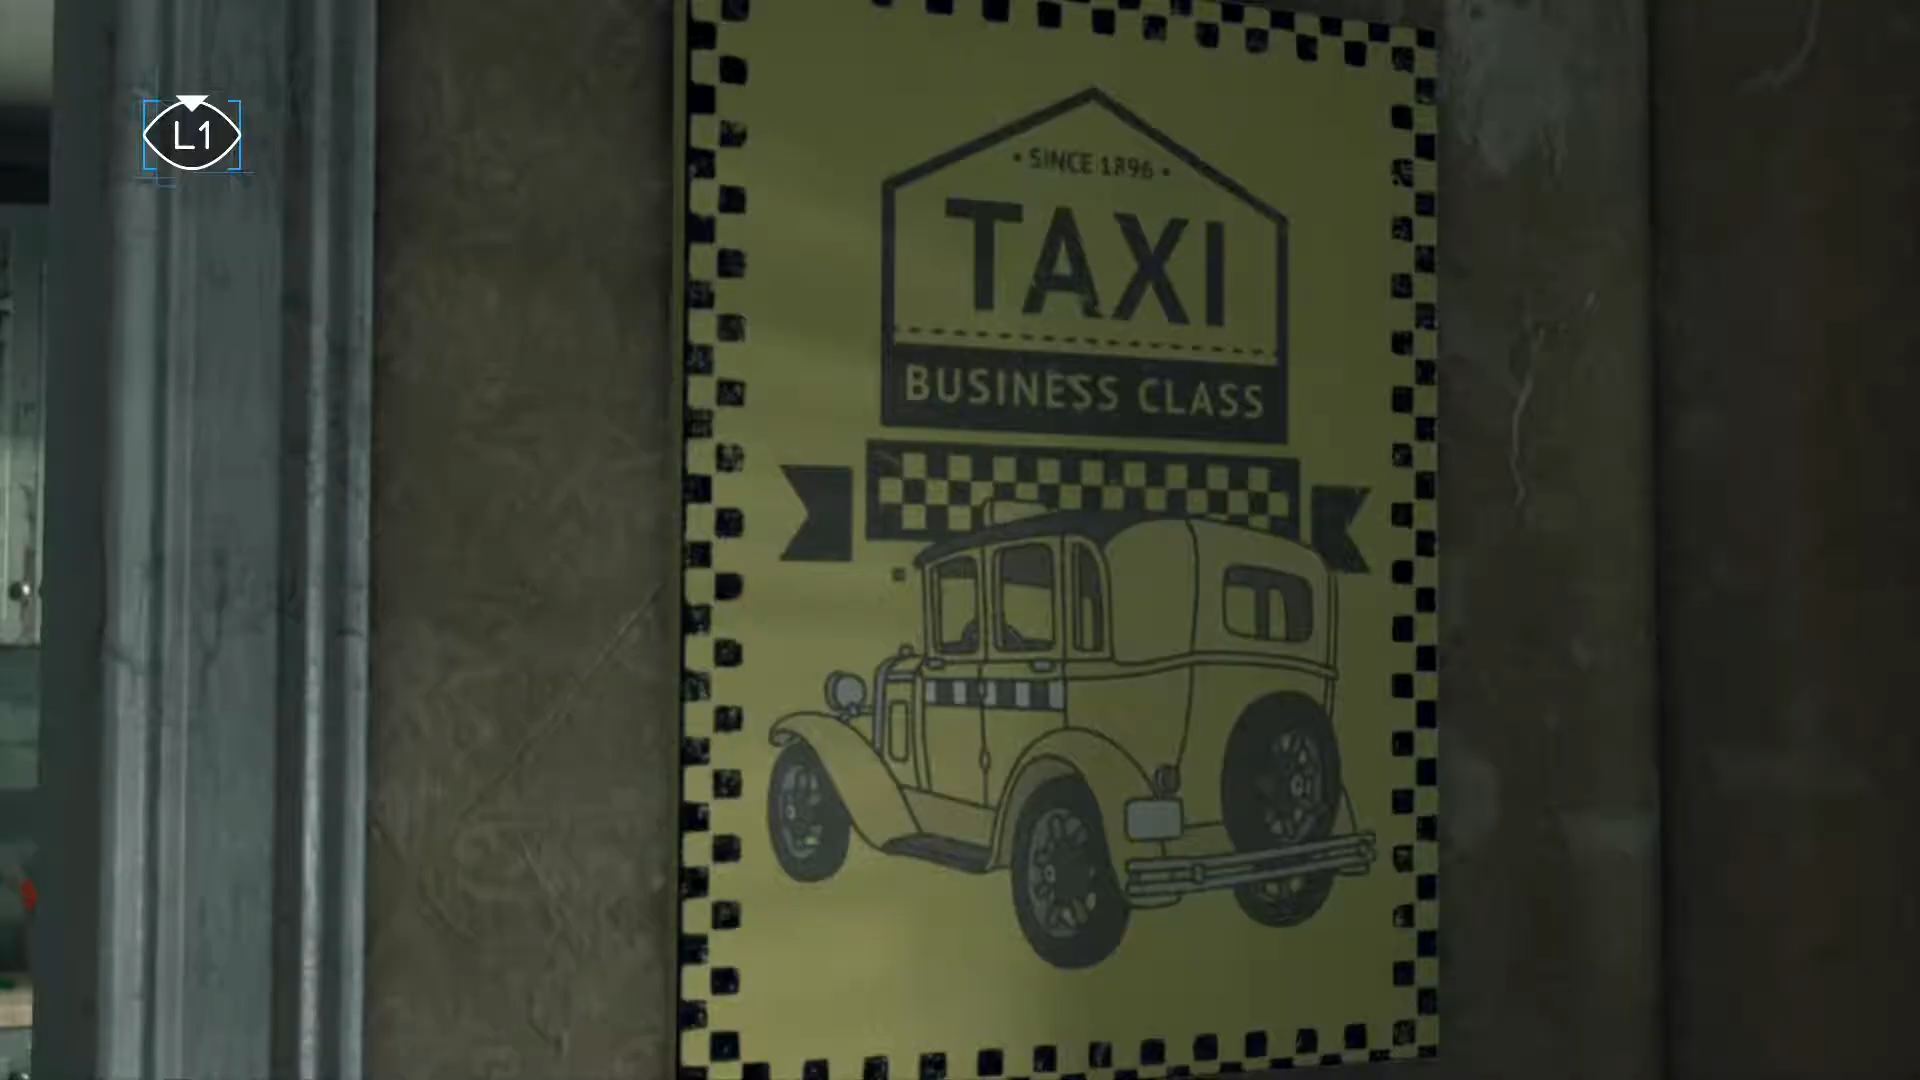 L1
• SINCE 1896 •
TAXI
BUSINESS CLASS